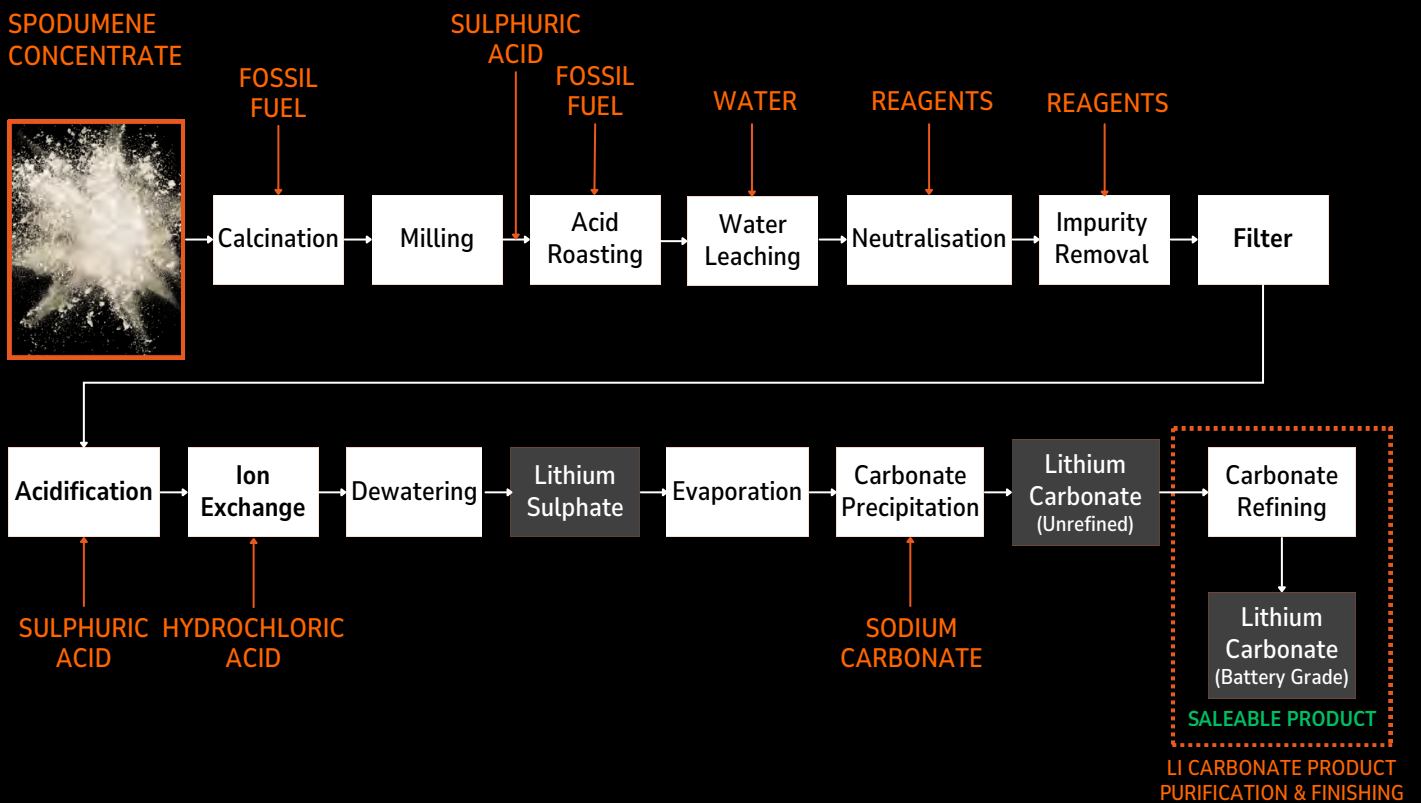 SPODUMENE
CONCENTRATE
FOSSIL
FUEL
SULPHURIC
ACID
FOSSIL
FUEL
WATER
REAGENTS
REAGENTS
Calcination
Milling
Acid
Roasting
Water
Leaching
Neutralisation
Impurity
Removal
Filter
Acidification
Ion
Exchange
Dewatering
Lithium
Sulphate
Evaporation
Carbonate
Precipitation
Lithium
Carbonate
(Unrefined)
Carbonate
Refining
SULPHURIC
ACID
HYDROCHLORIC
ACID
SODIUM
CARBONATE
Lithium
Carbonate
(Battery Grade)
SALEABLE PRODUCT
LI CARBONATE PRODUCT
PURIFICATION & FINISHING